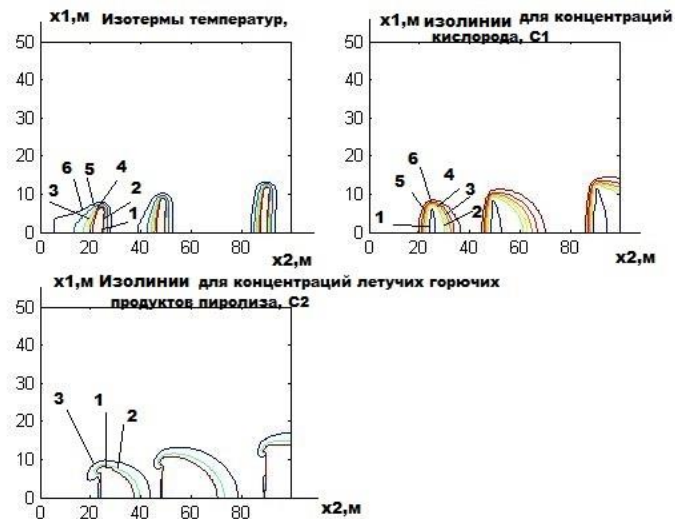 x1,м Изотермы температур,
50
40
30
20
10
0
6 5 4
3 2
1
0 20 40 60 80
x2,м
x1,м изолинии для концентраций
кислорода, C1
50
40
30
20
10
0
6
4
5 3
1 2
0 20 40 60 80
x2,м
x1,м Изолинии для концентраций летучих горючих
продуктов пиролиза, C2
50
40
30
20
10
0
3 1 2
0 20 40 60 80
x2,м